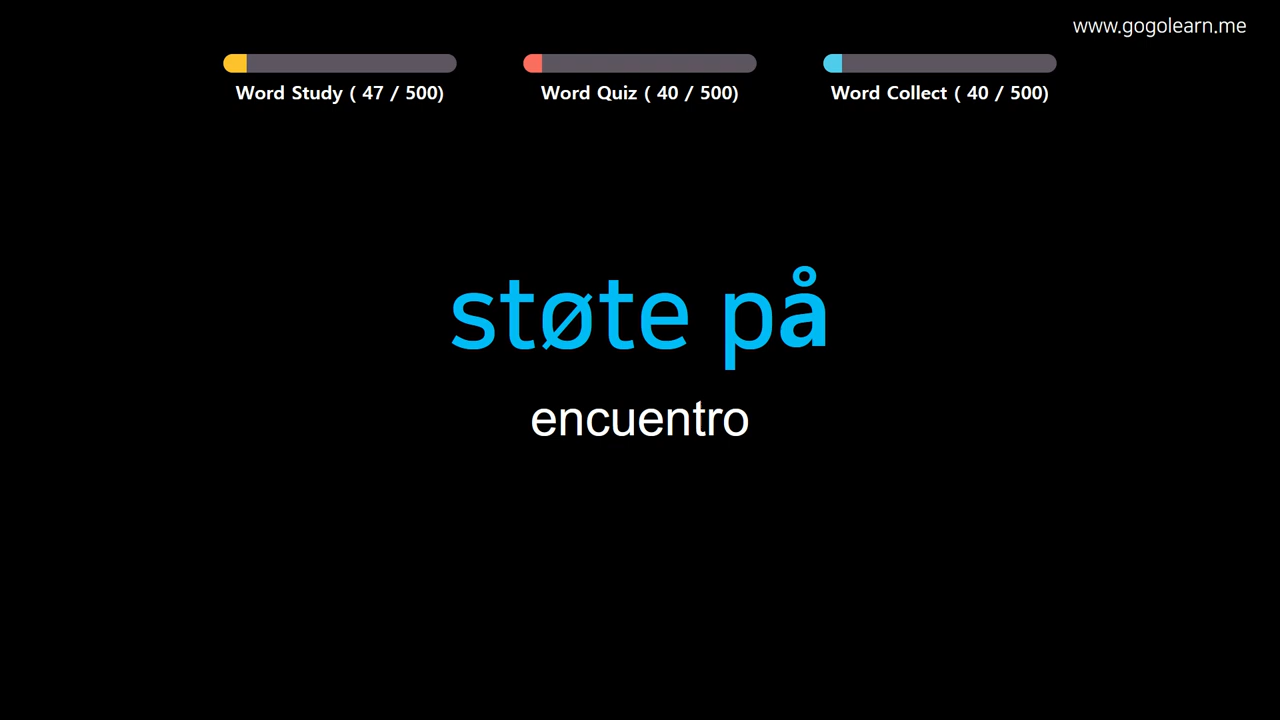 www.gogolearn.me
Word Study ( 47 / 500)
Word Quiz ( 40 / 500)
Word Collect ( 40 / 500)
støte på
encuentro